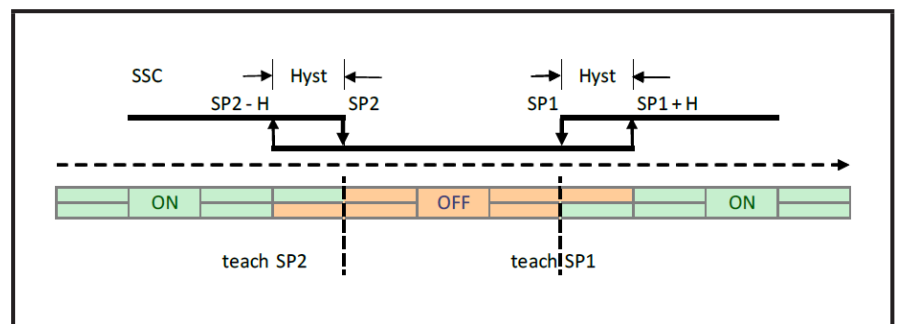 SSC Hyst Hyst
SP2 - H SP2 SP1 SP1 + H
ON OFF ON
teach SP2 teach SP1